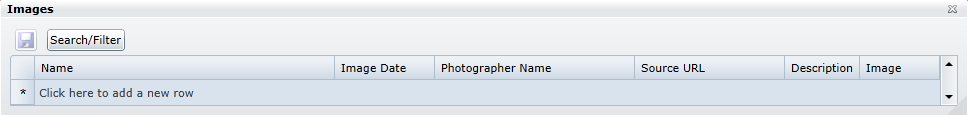 Images
Search/Filter
Name Image Date Photographer Name Source URL Description Image
* Click here to add a new row